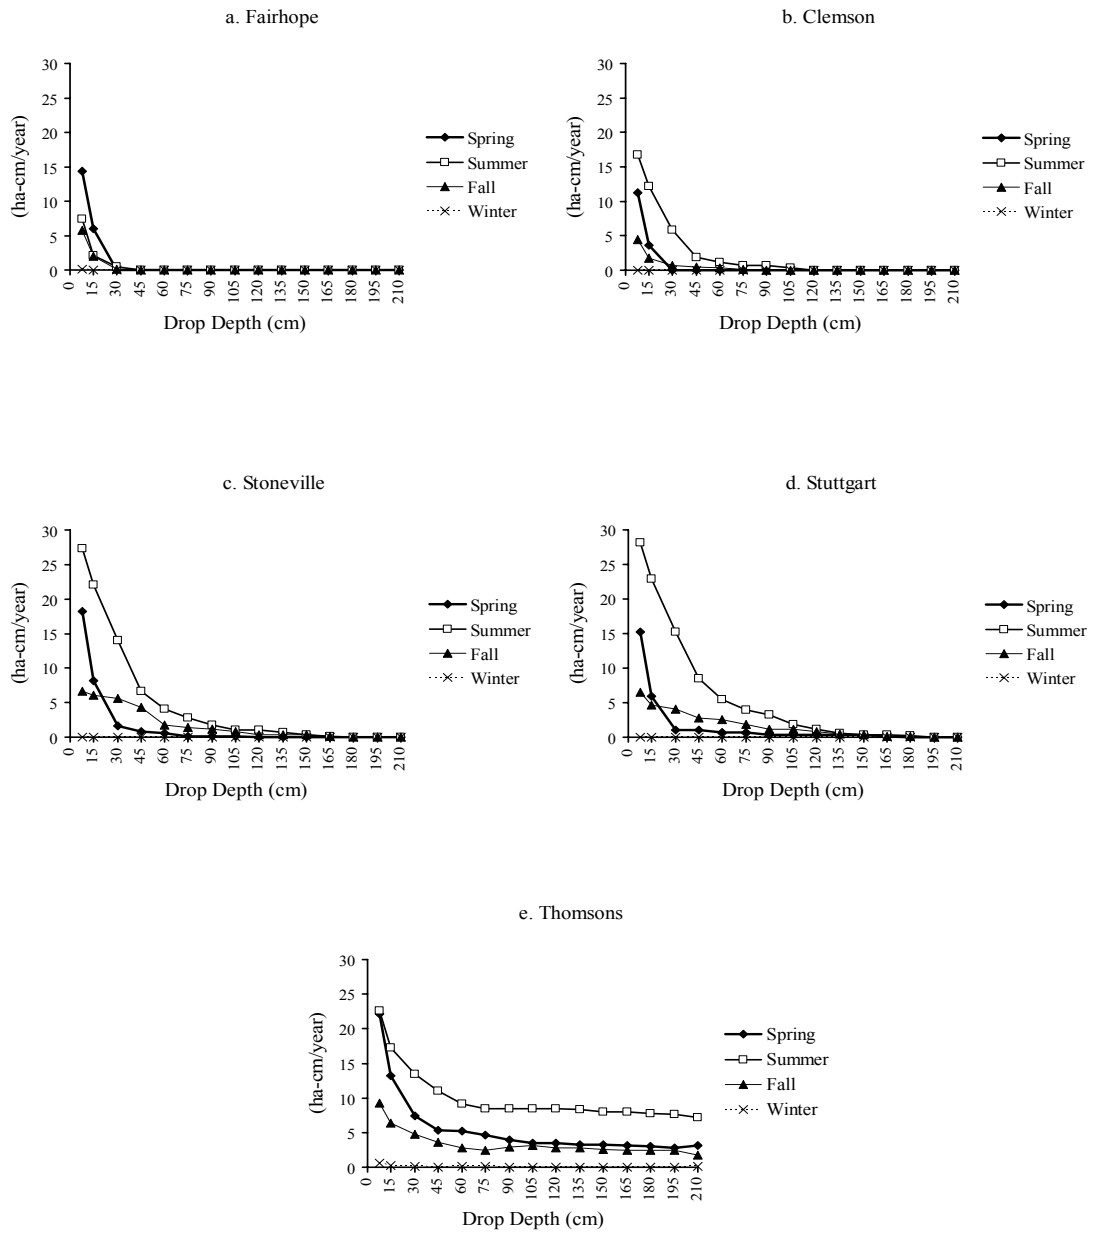 a. Fairhope
30
25
20
15
10
5
0
(ha-cm/year)
0 15 30 45 60 75 90 105 120 135 150 165 180 195 210
Drop Depth (cm)
Spring
Summer
Fall
Winter
b. Clemson
30
25
20
15
10
5
0
(ha-cm/year)
0 15 30 45 60 75 90 105 120 135 150 165 180 195 210
Drop Depth (cm)
Spring
Summer
Fall
Winter
c. Stoneville
30
25
20
15
10
5
0
(ha-cm/year)
0 15 30 45 60 75 90 105 120 135 150 165 180 195 210
Drop Depth (cm)
Spring
Summer
Fall
Winter
d. Stuttgart
30
25
20
15
10
5
0
(ha-cm/year)
0 15 30 45 60 75 90 105 120 135 150 165 180 195 210
Drop Depth (cm)
Spring
Summer
Fall
Winter
e. Thomsons
30
25
20
15
10
5
0
(ha-cm/year)
0 15 30 45 60 75 90 105 120 135 150 165 180 195 210
Drop Depth (cm)
Spring
Summer
Fall
Winter